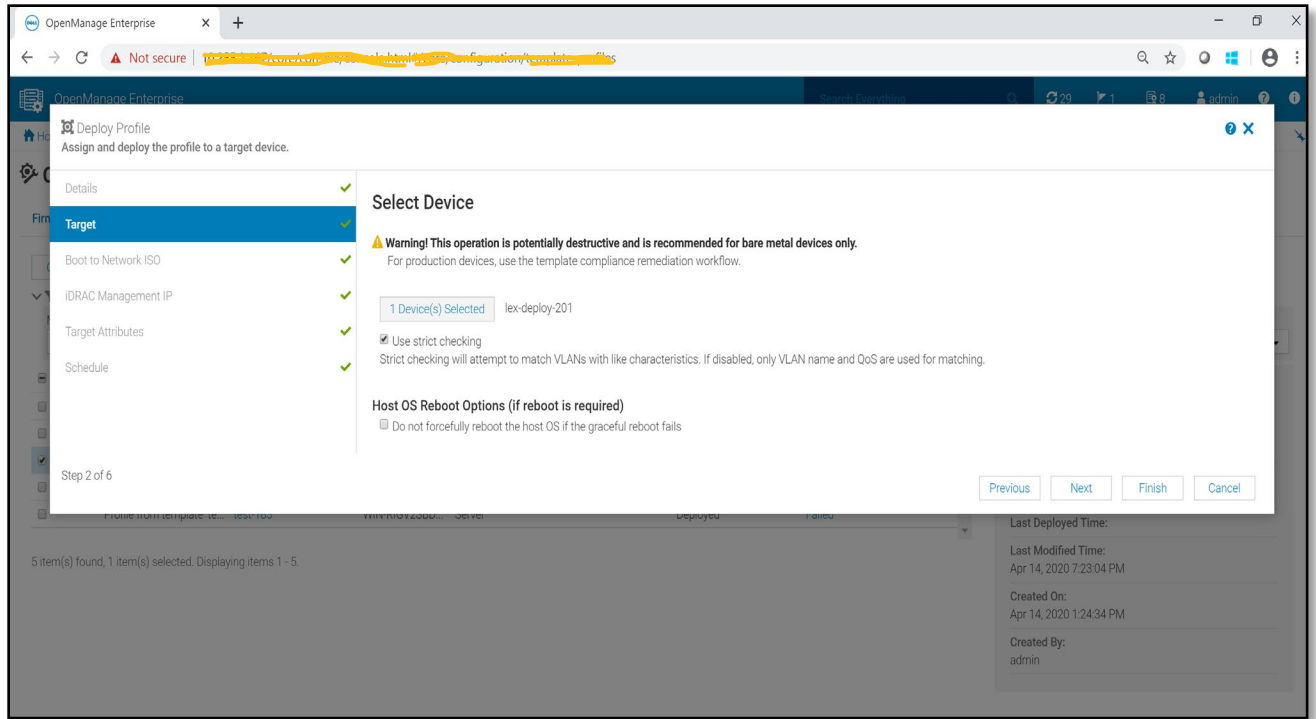 OpenManage Enterprise
Not secure
OpenManage Enterprise Search Everything 29 1 8 admin
Deploy Profile
Assign and deploy the profile to a target device.
Details
Target
Boot to Network ISO
iDRAC Management IP
Target Attributes
Schedule
Step 2 of 6
Select Device
Warning! This operation is potentially destructive and is recommended for bare metal devices only.
For production devices, use the template compliance remediation workflow.
1 Device(s) Selected lex-deploy-201
Use strict checking
Strict checking will attempt to match VLANs with like characteristics. If disabled, only VLAN name and QoS are used for matching.
Host OS Reboot Options (if reboot is required)
Do not forcefully reboot the host OS if the graceful reboot fails
Previous Next Finish Cancel
Profile from template te... test-183 Server Deployed Failed
5 item(s) found, 1 item(s) selected. Displaying items 1 - 5.
Last Deployed Time:
Last Modified Time:
Apr 14, 2020 7:23:04 PM
Created On:
Apr 14, 2020 1:24:34 PM
Created By:
admin